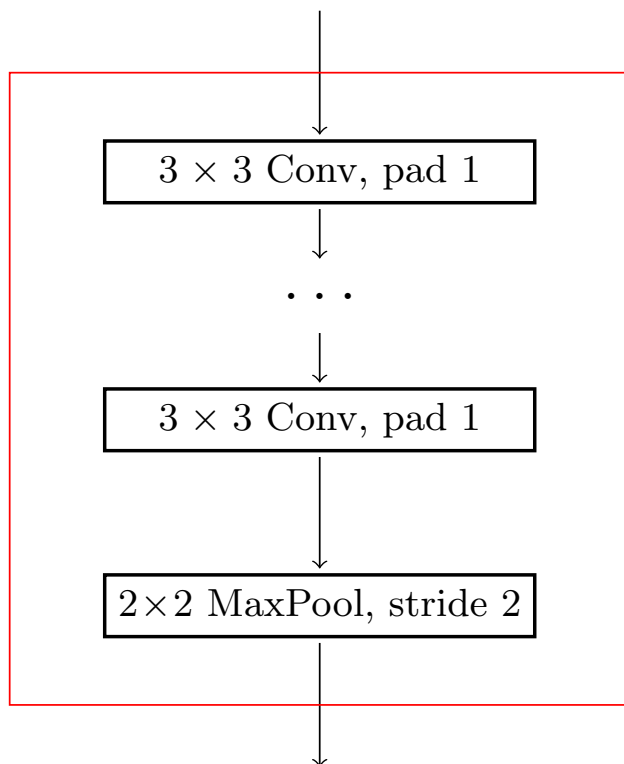 3 × 3 Conv, pad 1
· · ·
3 × 3 Conv, pad 1
2×2 MaxPool, stride 2